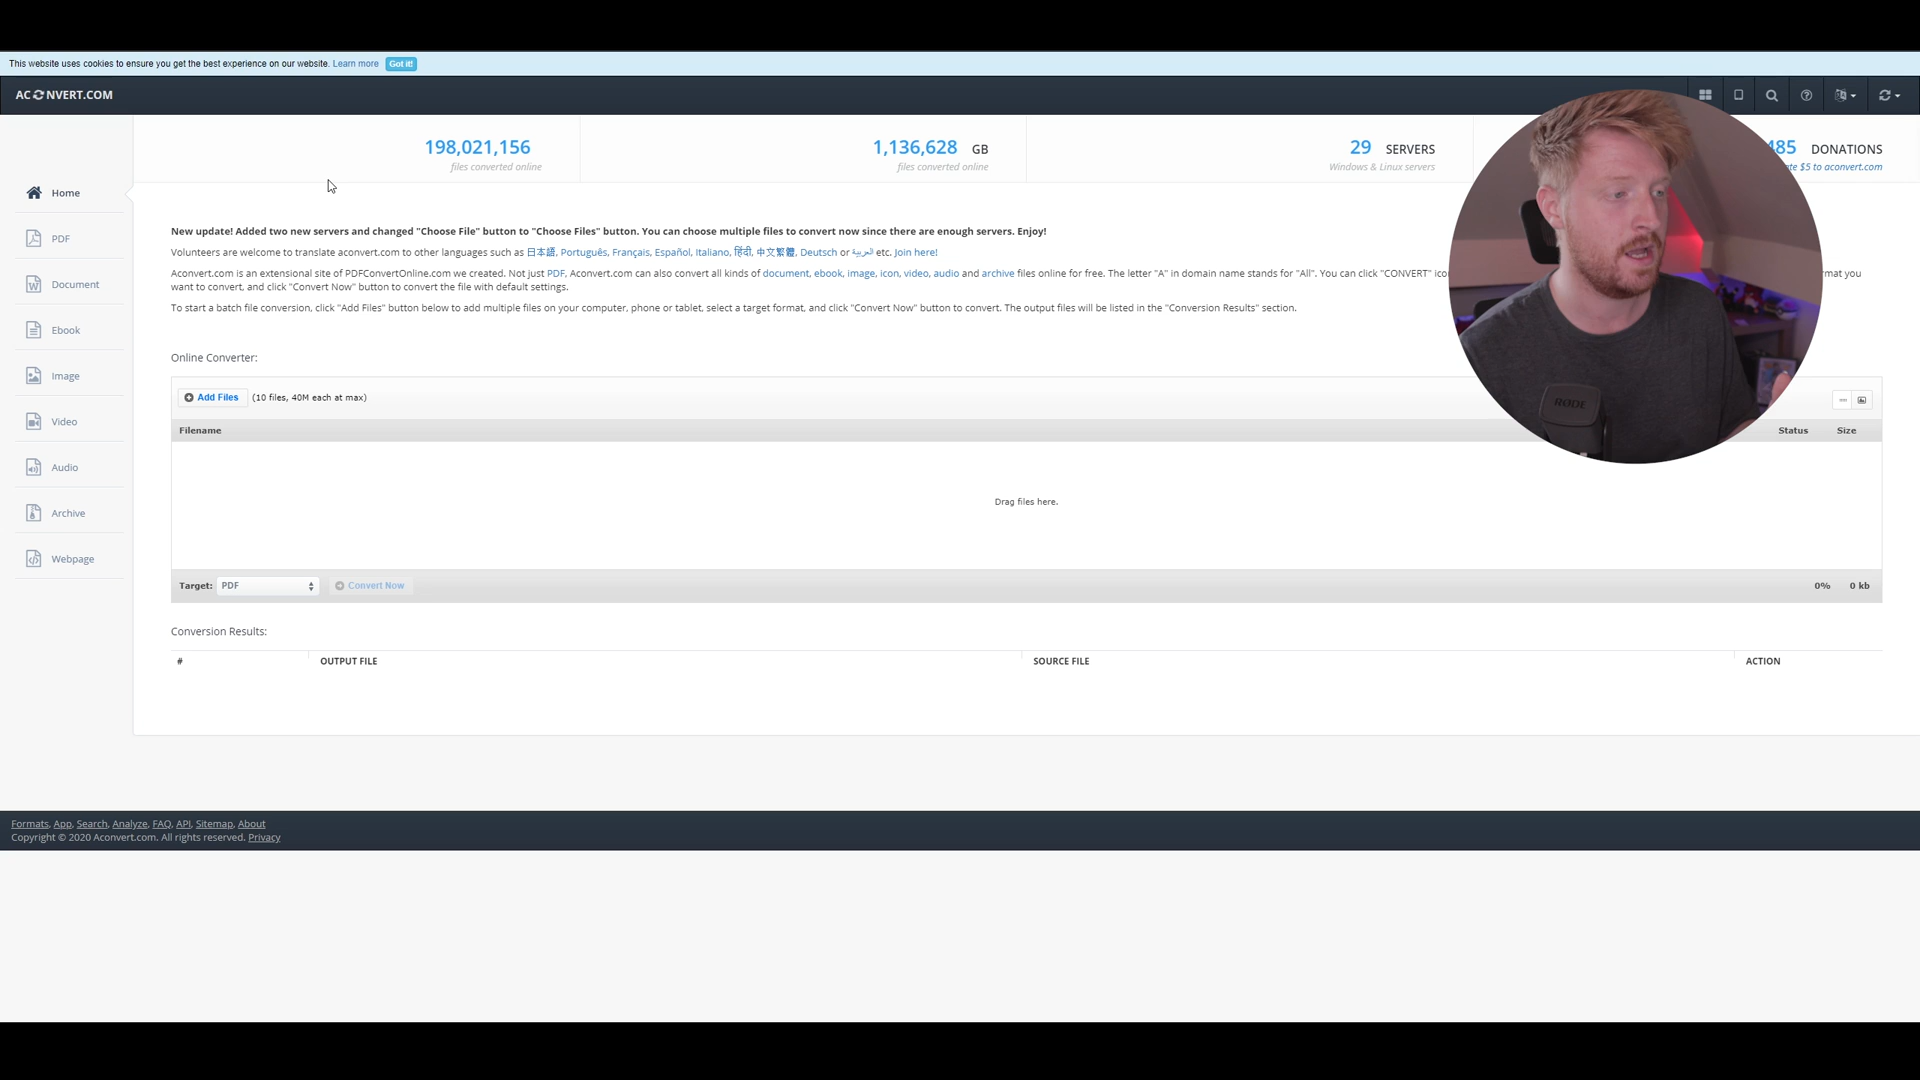 This website uses cookies to ensure you get the best experience on our website. Learn more Got it!
AC NVERT.COM
198,021,156
files converted online
1,136,628 GB
files converted online
29 SERVERS
Windows & Linux servers
485 DONATIONS
$5 to aconvert.com
Home
PDF
Document
Ebook
Image
Video
Audio
Archive
Webpage
New update! Added two new servers and changed "Choose File" button to "Choose Files" button. You can choose multiple files to convert now since there are enough servers. Enjoy!
Volunteers are welcome to translate aconvert.com to other languages such as 日本語, Português, Français, Español, Italiano, हिंदी, 中文繁體, Deutsch or العربية etc. Join here!
Aconvert.com is an extensional site of PDFConvertOnline.com we created. Not just PDF, Aconvert.com can also convert all kinds of document, ebook, image, icon, video, audio and archive files online for free. The letter "A" in domain name stands for "All". You can click "CONVERT" you
want to convert, and click "Convert Now" button to convert the file with default settings.
To start a batch file conversion, click "Add Files" button below to add multiple files on your computer, phone or tablet, select a target format, and click "Convert Now" button to convert. The output files will be listed in the "Conversion Results" section.
Online Converter:
Add Files (10 files, 40M each at max)
Filename Status Size
Drag files here.
Target: PDF Convert Now 0% 0 kb
Conversion Results:
# OUTPUT FILE SOURCE FILE ACTION
Formats, App, Search, Analyze, FAQ, API, Sitemap, About
Copyright © 2020 Aconvert.com. All rights reserved. Privacy
RØDE